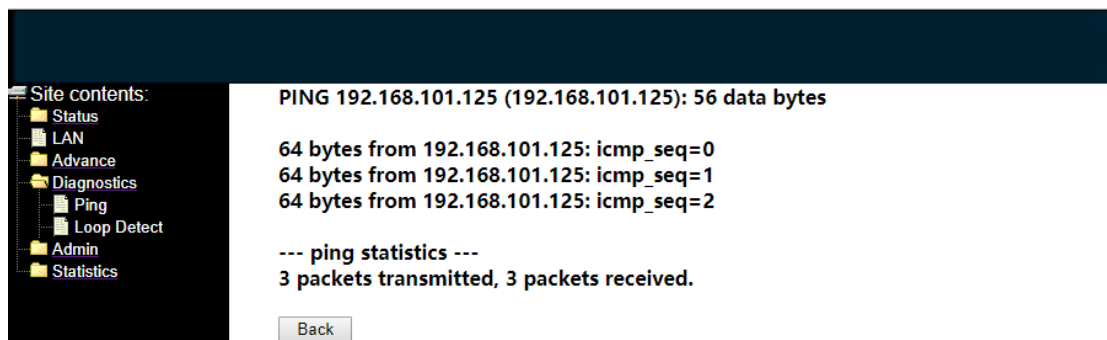 Site contents:
Status
LAN
Advance
Diagnostics
Ping
Loop Detect
Admin
Statistics
PING 192.168.101.125 (192.168.101.125): 56 data bytes
64 bytes from 192.168.101.125: icmp_seq=0
64 bytes from 192.168.101.125: icmp_seq=1
64 bytes from 192.168.101.125: icmp_seq=2
--- ping statistics ---
3 packets transmitted, 3 packets received.
Back